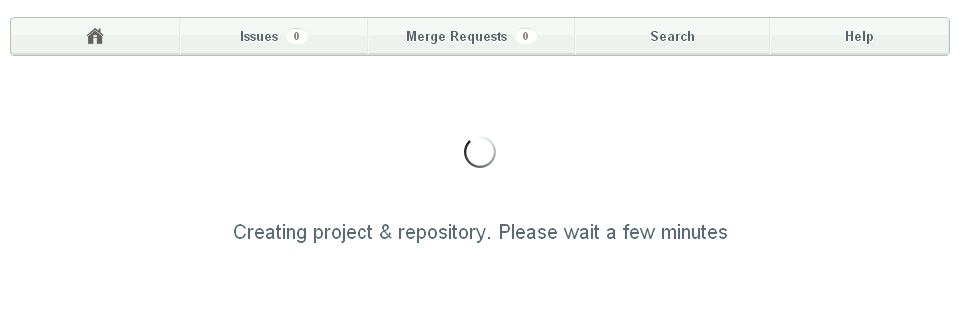 Issues 0 Merge Requests 0 Search Help
Creating project & repository. Please wait a few minutes